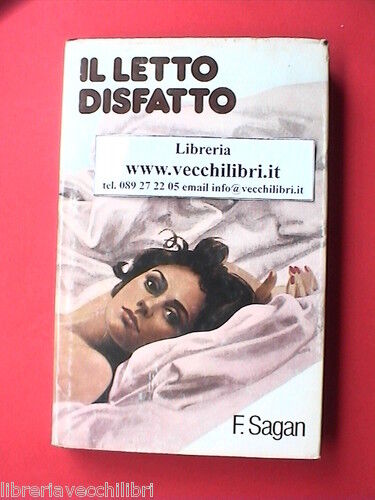 IL LETTO
DISFATTO
Libreria
www.vecchilibri.it
tel. 089 27 22 05 email info@vecchilibri.it
F. Sagan
libreriavecchilibri